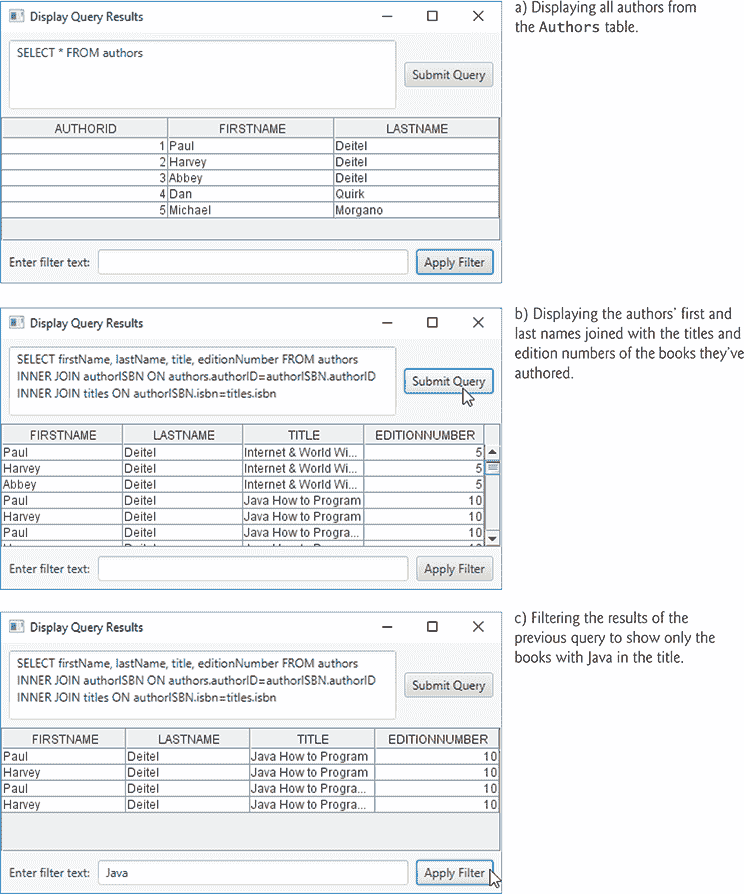 Display Query Results
a) Displaying all authors from
the Authors table.
SELECT * FROM authors
Submit Query
AUTHORID FIRSTNAME LASTNAME
1 Paul Deitel
2 Harvey Deitel
3 Abbey Deitel
4 Dan Quirk
5 Michael Morgano
Enter filter text: Apply Filter
Display Query Results
b) Displaying the authors' first and
last names joined with the titles and
edition numbers of the books they've
authored.
SELECT firstName, lastName, title, editionNumber FROM authors
INNER JOIN authorISBN ON authors.authorID=authorISBN.authorID
INNER JOIN titles ON authorISBN.isbn=titles.isbn
Submit Query
FIRSTNAME LASTNAME TITLE EDITIONNUMBER
Paul Deitel Internet & World Wi... 5
Harvey Deitel Internet & World Wi... 5
Abbey Deitel Internet & World Wi... 5
Paul Deitel Java How to Program 10
Harvey Deitel Java How to Program 10
Paul Deitel Java How to Progra... 10
Enter filter text: Apply Filter
Display Query Results
c) Filtering the results of the
previous query to show only the
books with Java in the title.
SELECT firstName, lastName, title, editionNumber FROM authors
INNER JOIN authorISBN ON authors.authorID=authorISBN.authorID
INNER JOIN titles ON authorISBN.isbn=titles.isbn
Submit Query
FIRSTNAME LASTNAME TITLE EDITIONNUMBER
Paul Deitel Java How to Program 10
Harvey Deitel Java How to Program 10
Paul Deitel Java How to Progra... 10
Harvey Deitel Java How to Progra... 10
Enter filter text: Java Apply Filter